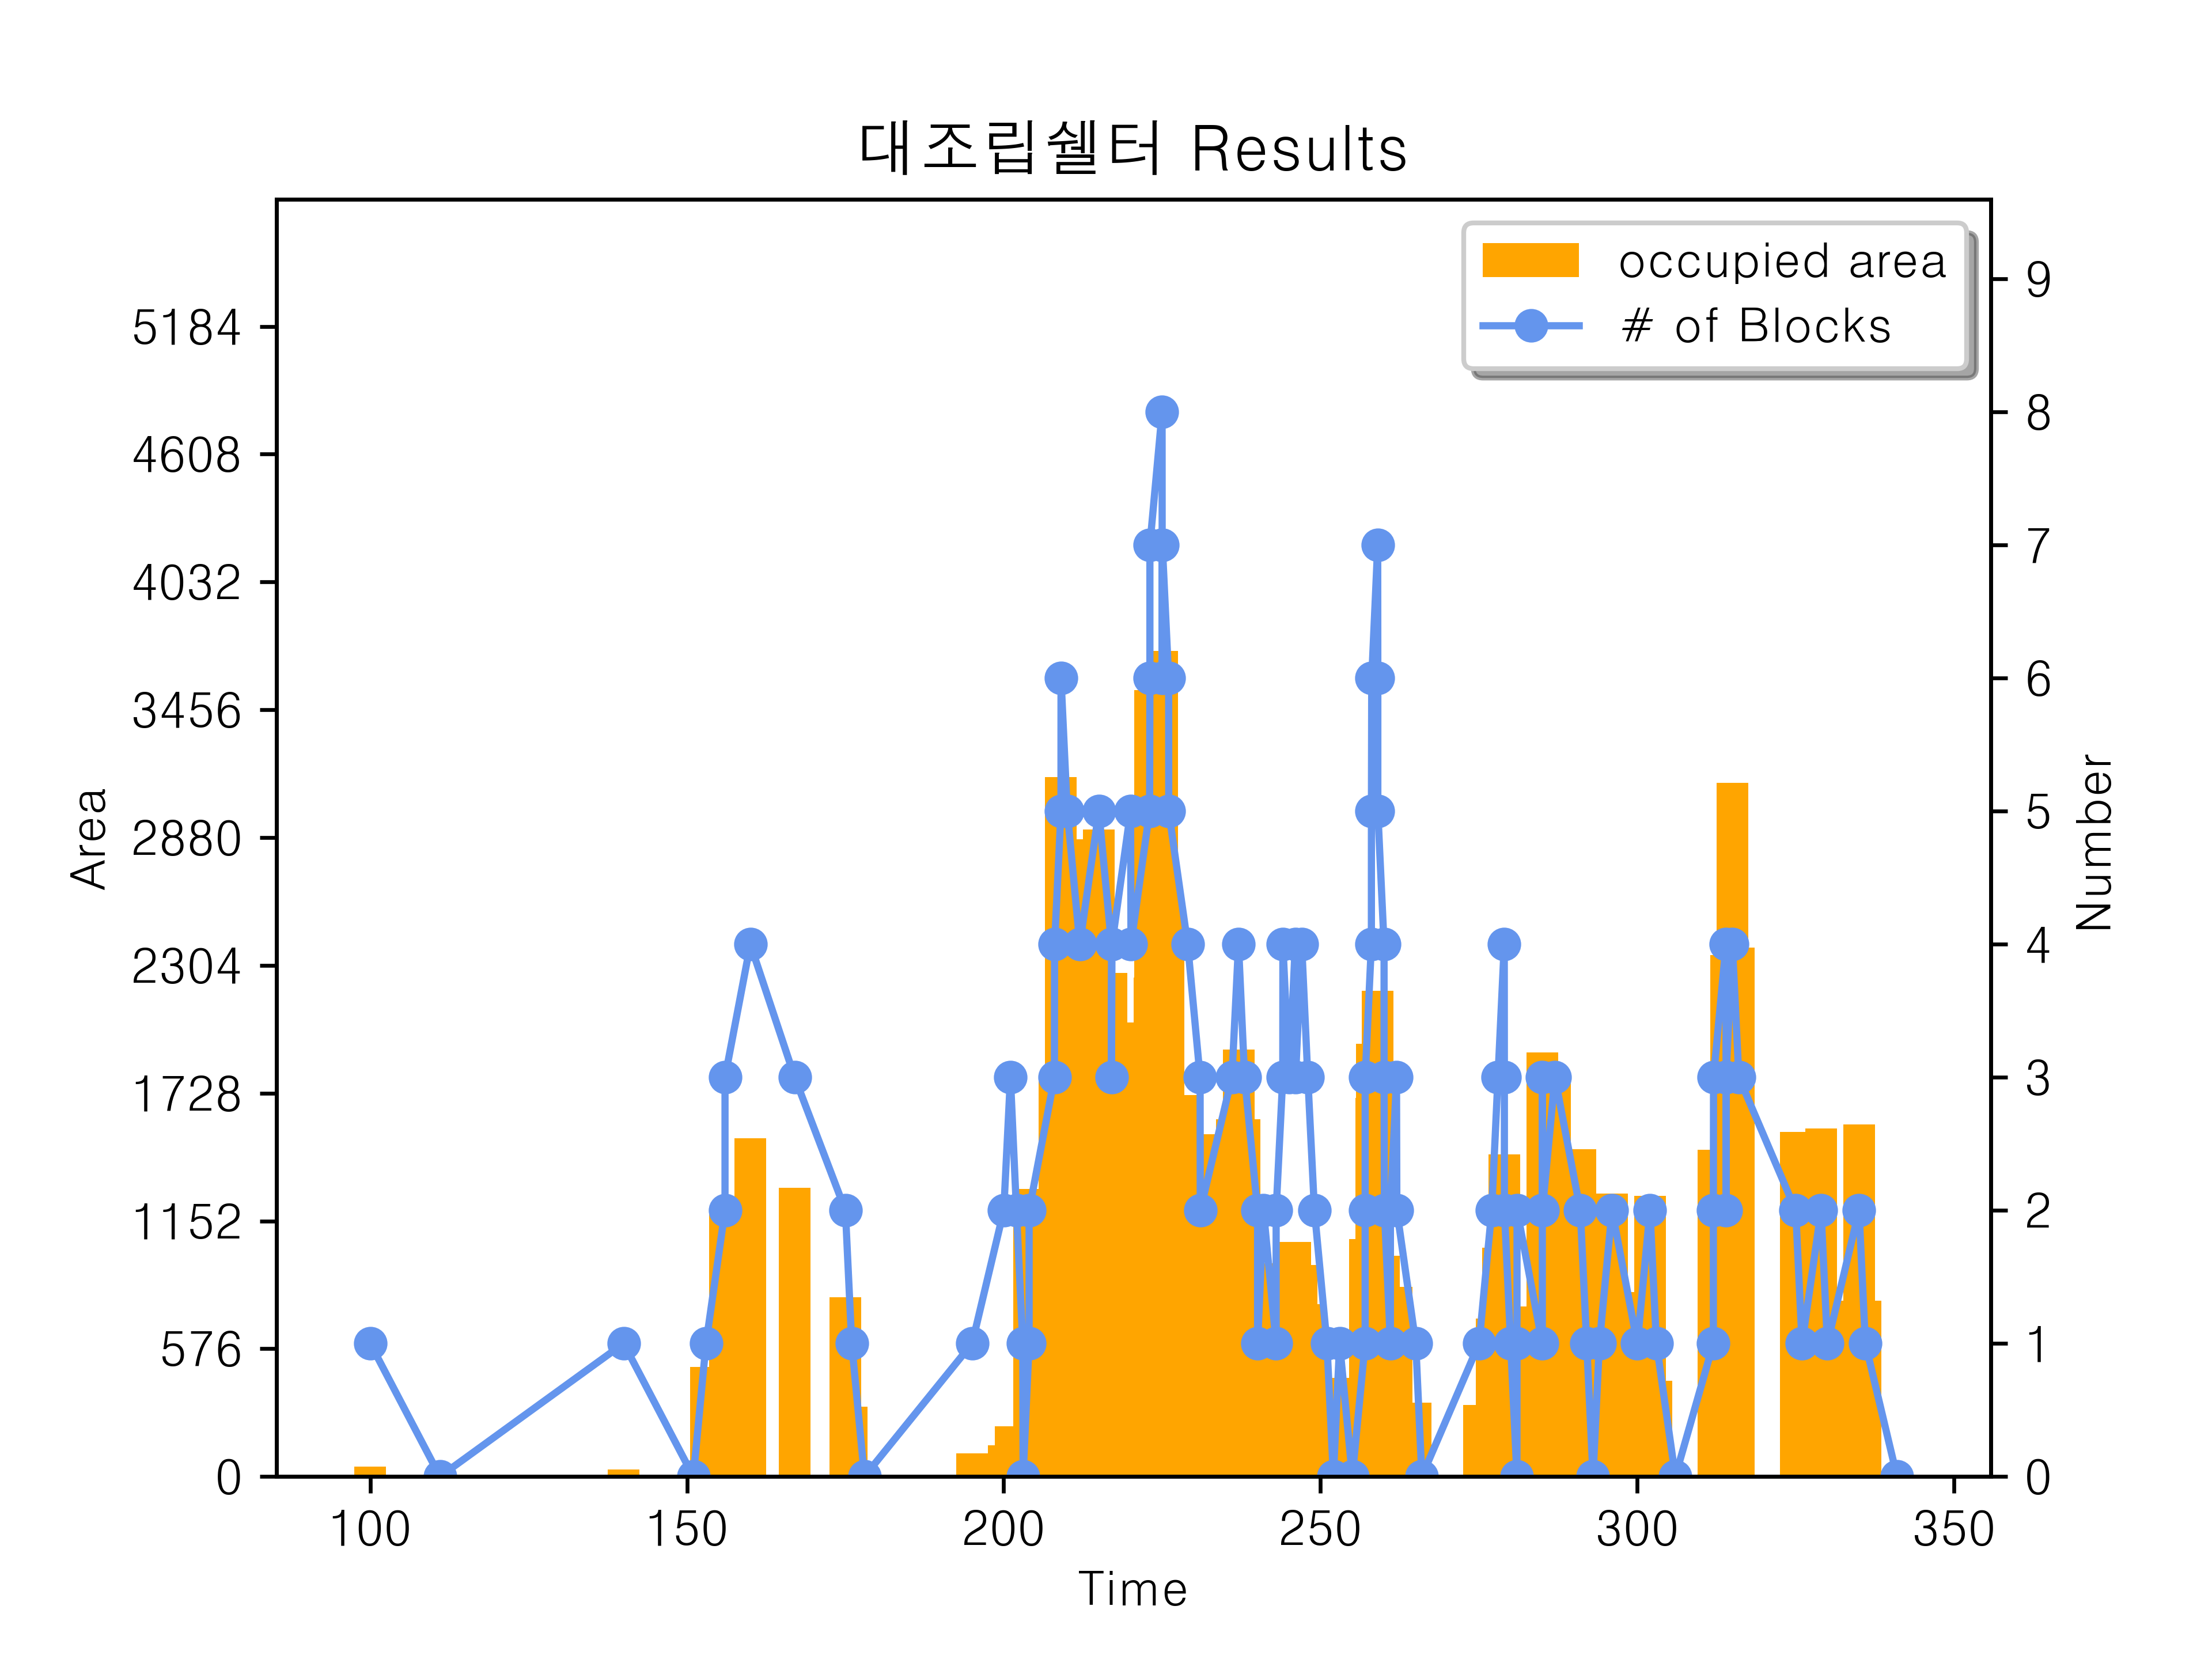 대조립쉘터 Results
occupied area
# of Blocks
5184
4608
4032
3456
2880
2304
1728
1152
576
0
Area
9
8
7
6
5
4
3
2
1
0
Number
100 150 200 250 300 350
Time